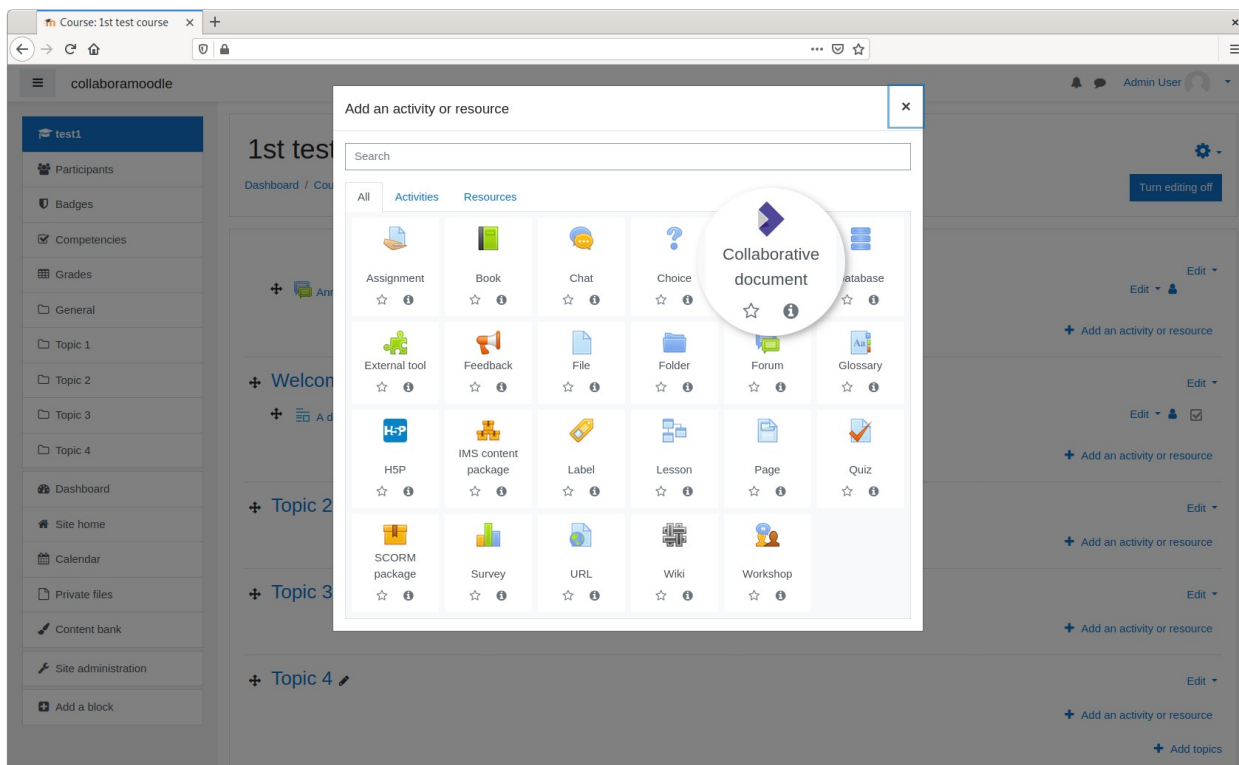 Course: 1st test course
collaboramoodle
Admin User
test1
Participants
Badges
Competencies
Grades
General
Topic 1
Topic 2
Topic 3
Topic 4
Dashboard
Site home
Calendar
Private files
Content bank
Site administration
Add a block
1st test
Dashboard / Cou
Turn editing off
Add an activity or resource
Search
All Activities Resources
Assignment
Book
Chat
Choice
Collaborative
document
atabase
External tool
Feedback
File
Folder
Forum
Glossary
H5P
H5P
IMS content
package
Label
Lesson
Page
Quiz
SCORM
package
Survey
URL
Wiki
Workshop
Edit
Ann
Edit
Add an activity or resource
Welcom
Edit
A d
Edit
Add an activity or resource
Topic 2
Edit
Add an activity or resource
Topic 3
Edit
Add an activity or resource
Topic 4
Edit
Add an activity or resource
Add topics